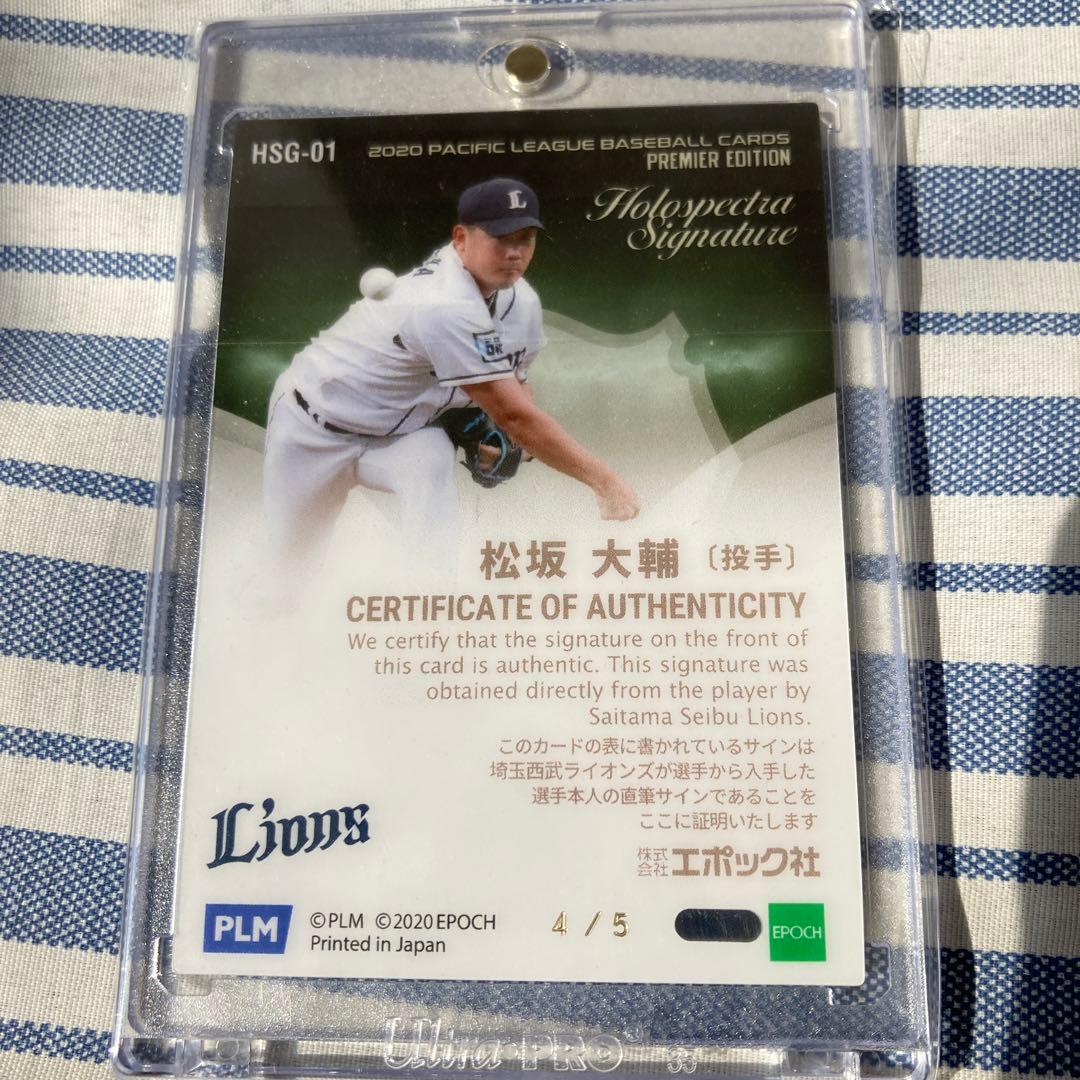 HSG-01
2020 PACIFIC LEAGUE BASEBALL CARDS
PREMIER EDITION
Holospectra
Signature
L
松坂 大輔 〔投手〕
CERTIFICATE OF AUTHENTICITY
We certify that the signature on the front of
this card is authentic. This signature was
obtained directly from the player by
Saitama Seibu Lions.
このカードの表に書かれているサインは
埼玉西武ライオンズが選手から入手した
選手本人の直筆サインであることを
ここに証明いたします
Lions
株式会社エポック社
PLM
©PLM ©2020 EPOCH
Printed in Japan
4 / 5
EPOCH
Ultra PRO